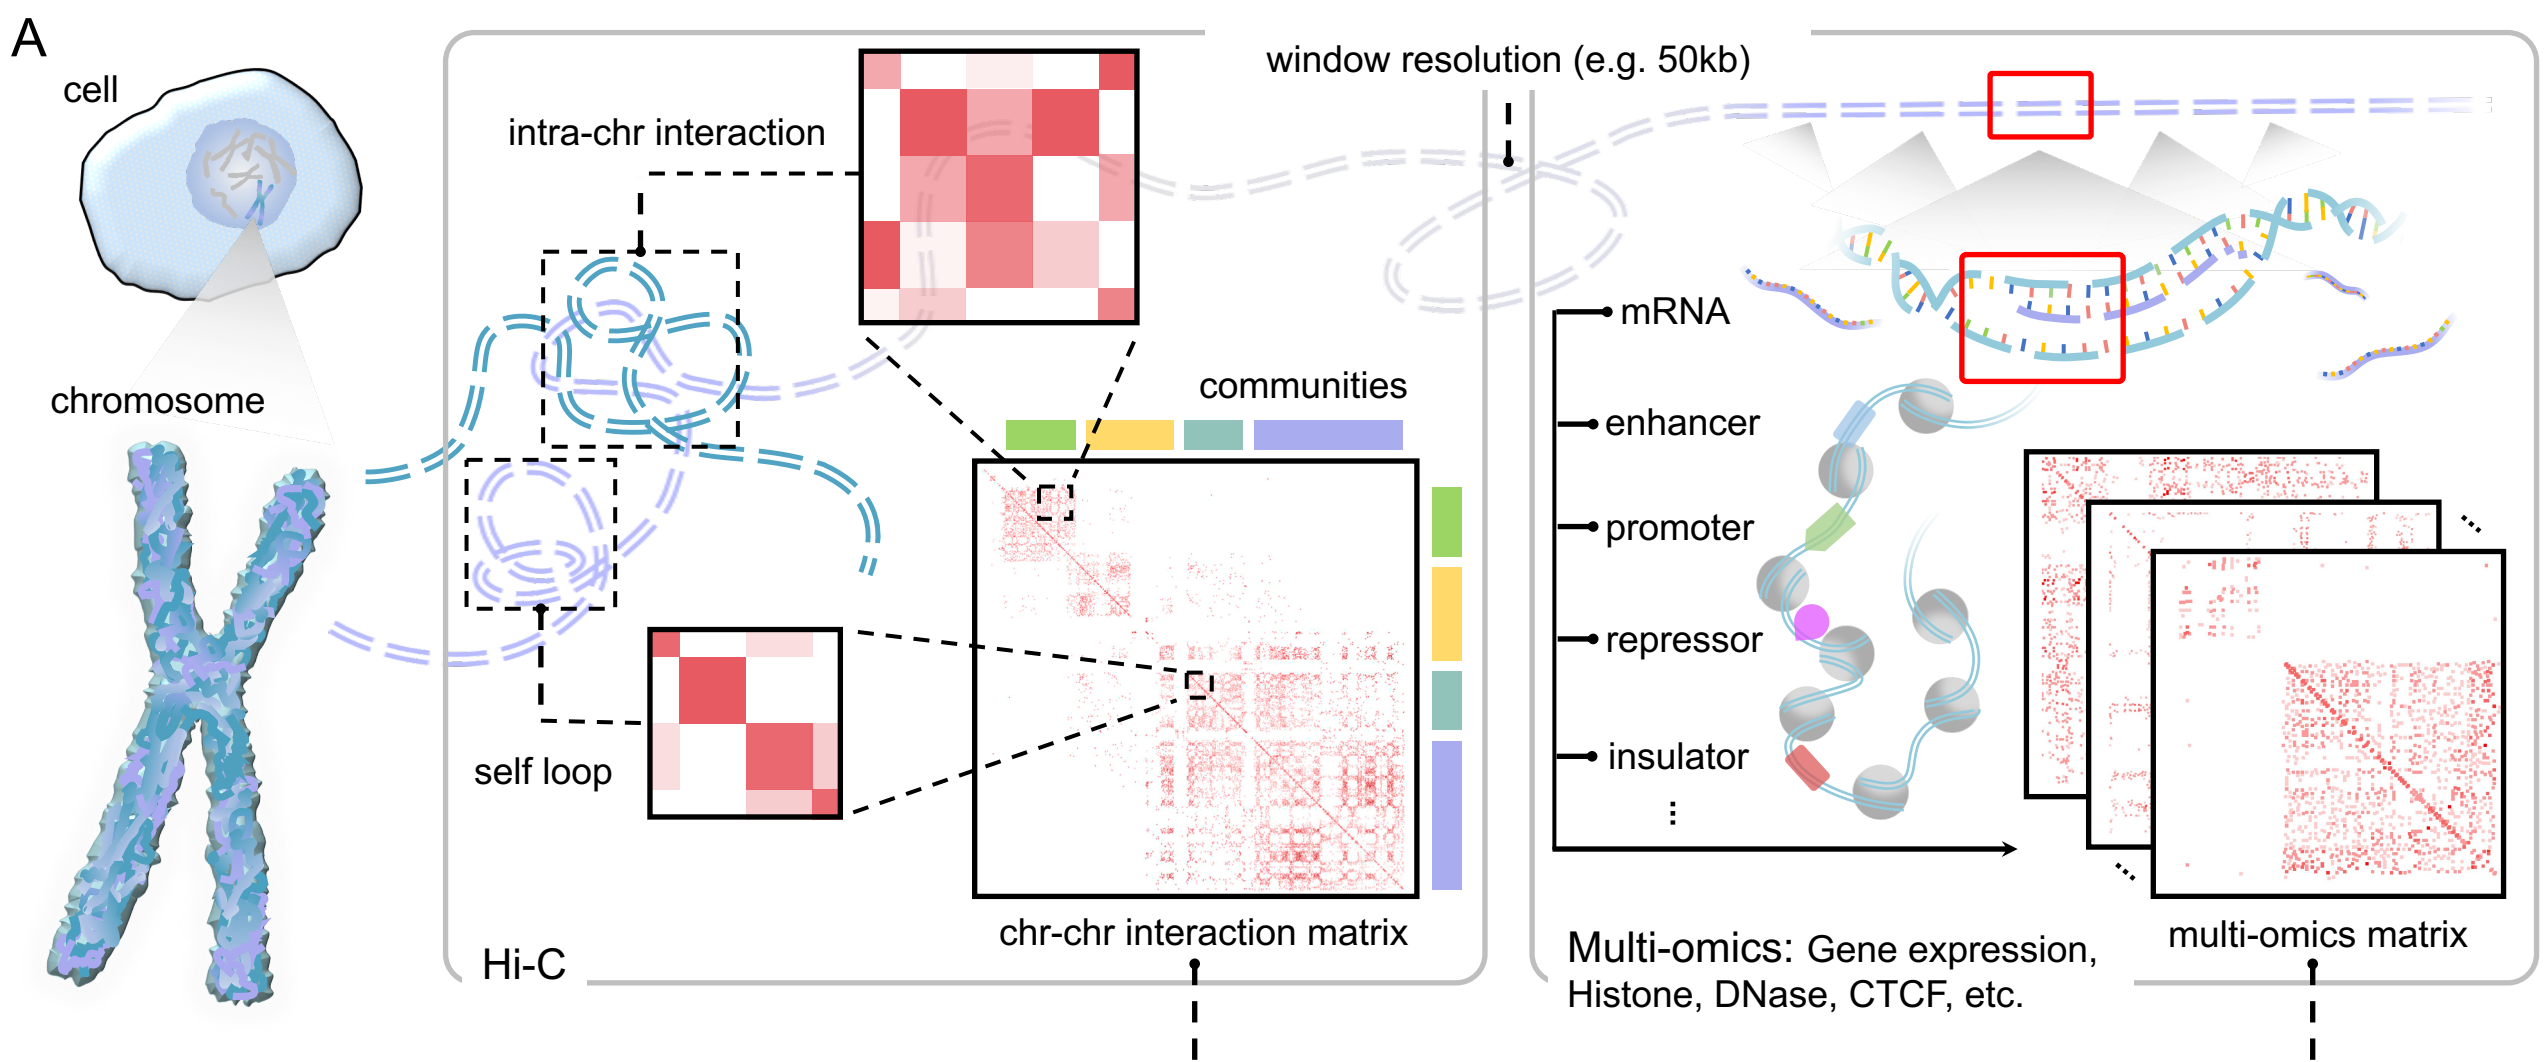 A
cell
chromosome
window resolution (e.g. 50kb)
intra-chr interaction
communities
self loop
chr-chr interaction matrix
Hi-C
mRNA
enhancer
promoter
repressor
insulator
multi-omics matrix
Multi-omics: Gene expression,
Histone, DNase, CTCF, etc.